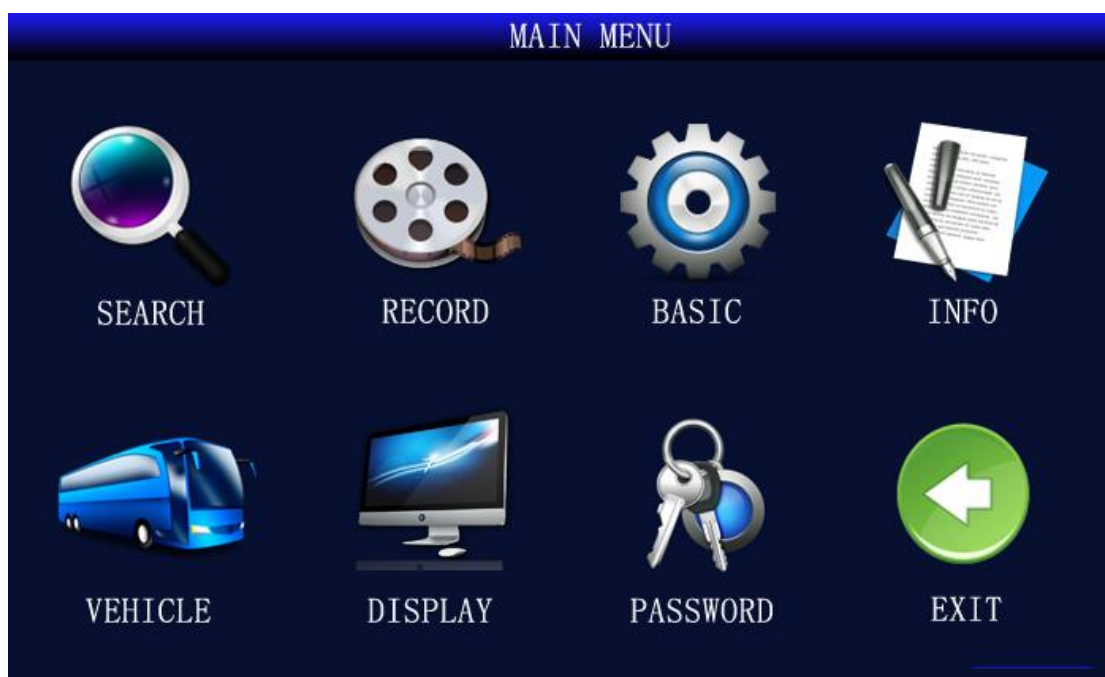 MAIN MENU
SEARCH
RECORD
BASIC
INFO
VEHICLE
DISPLAY
PASSWORD
EXIT